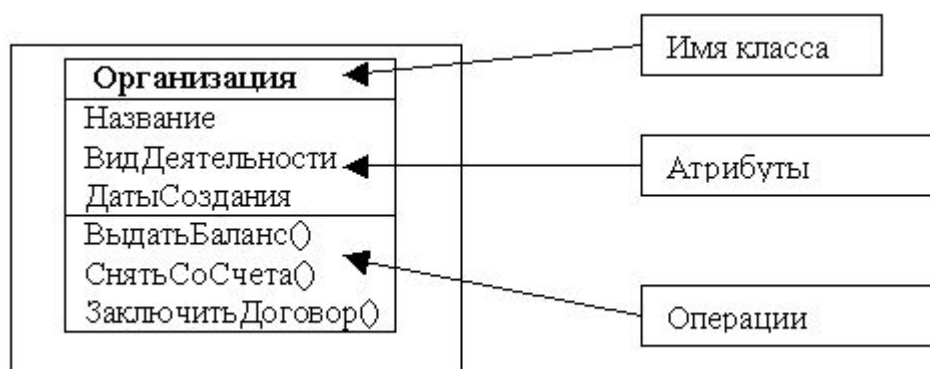 Организация
Название
ВидДеятельности
ДатыСоздания
ВыдатьБаланс()
СнятьСоСчета()
ЗаключитьДоговор()
Имя класса
Атрибуты
Операции